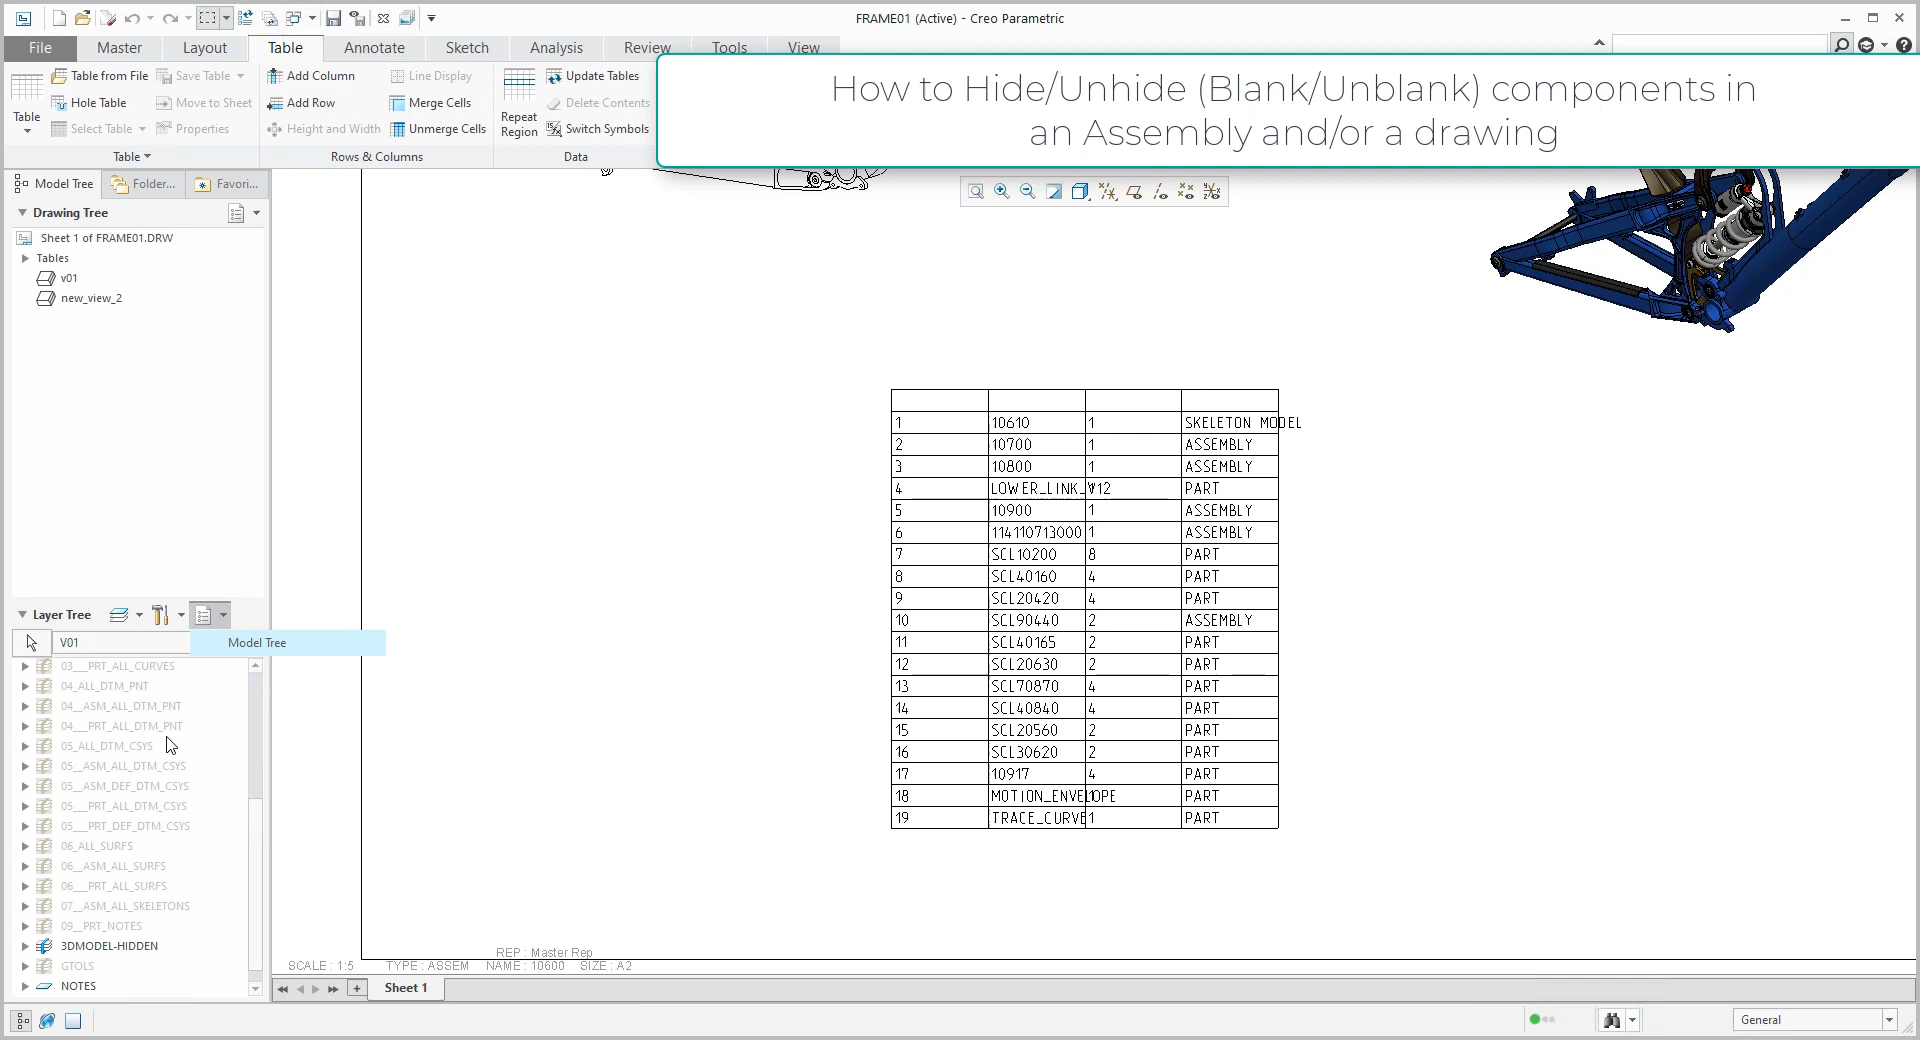 FRAME01 (Active) - Creo Parametric
File Master Layout Table Annotate Sketch Analysis Review Tools View
How to Hide/Unhide (Blank/Unblank) components in
an Assembly and/or a drawing
Table from File Save Table Add Column Line Display Update Tables
Hole Table Move to Sheet Add Row Merge Cells Delete Contents
Table Select Table Properties Height and Width Unmerge Cells Repeat Region Switch Symbols
Table Rows & Columns Data
Model Tree Folder... Favori...
Drawing Tree
Sheet 1 of FRAME01.DRW
Tables
v01
new_view_2
1 10610 1 SKELETON MODEL
2 10700 1 ASSEMBLY
3 10800 1 ASSEMBLY
4 LOWER_LINK_V12 PART
5 10900 1 ASSEMBLY
6 114110713000 1 ASSEMBLY
7 SCL10200 8 PART
8 SCL40160 4 PART
9 SCL20420 4 PART
10 SCL90440 2 ASSEMBLY
11 SCL40165 2 PART
12 SCL20630 2 PART
13 SCL70870 4 PART
14 SCL40840 4 PART
15 SCL20560 2 PART
16 SCL30620 2 PART
17 10917 4 PART
18 MOTION_ENVELOPE PART
19 TRACE_CURVE 1 PART
Layer Tree
V01 Model Tree
03___PRT_ALL_CURVES
04_ALL_DTM_PNT
04__ASM_ALL_DTM_PNT
04___PRT_ALL_DTM_PNT
05_ALL_DTM_CSYS
05__ASM_ALL_DTM_CSYS
05__ASM_DEF_DTM_CSYS
05___PRT_ALL_DTM_CSYS
05___PRT_DEF_DTM_CSYS
06_ALL_SURFS
06__ASM_ALL_SURFS
06___PRT_ALL_SURFS
07__ASM_ALL_SKELETONS
09__PRT_NOTES
3DMODEL-HIDDEN
GTOLS
NOTES
REP : Master Rep
SCALE : 1:5 TYPE : ASSEM NAME : 10600 SIZE : A2
Sheet 1
General